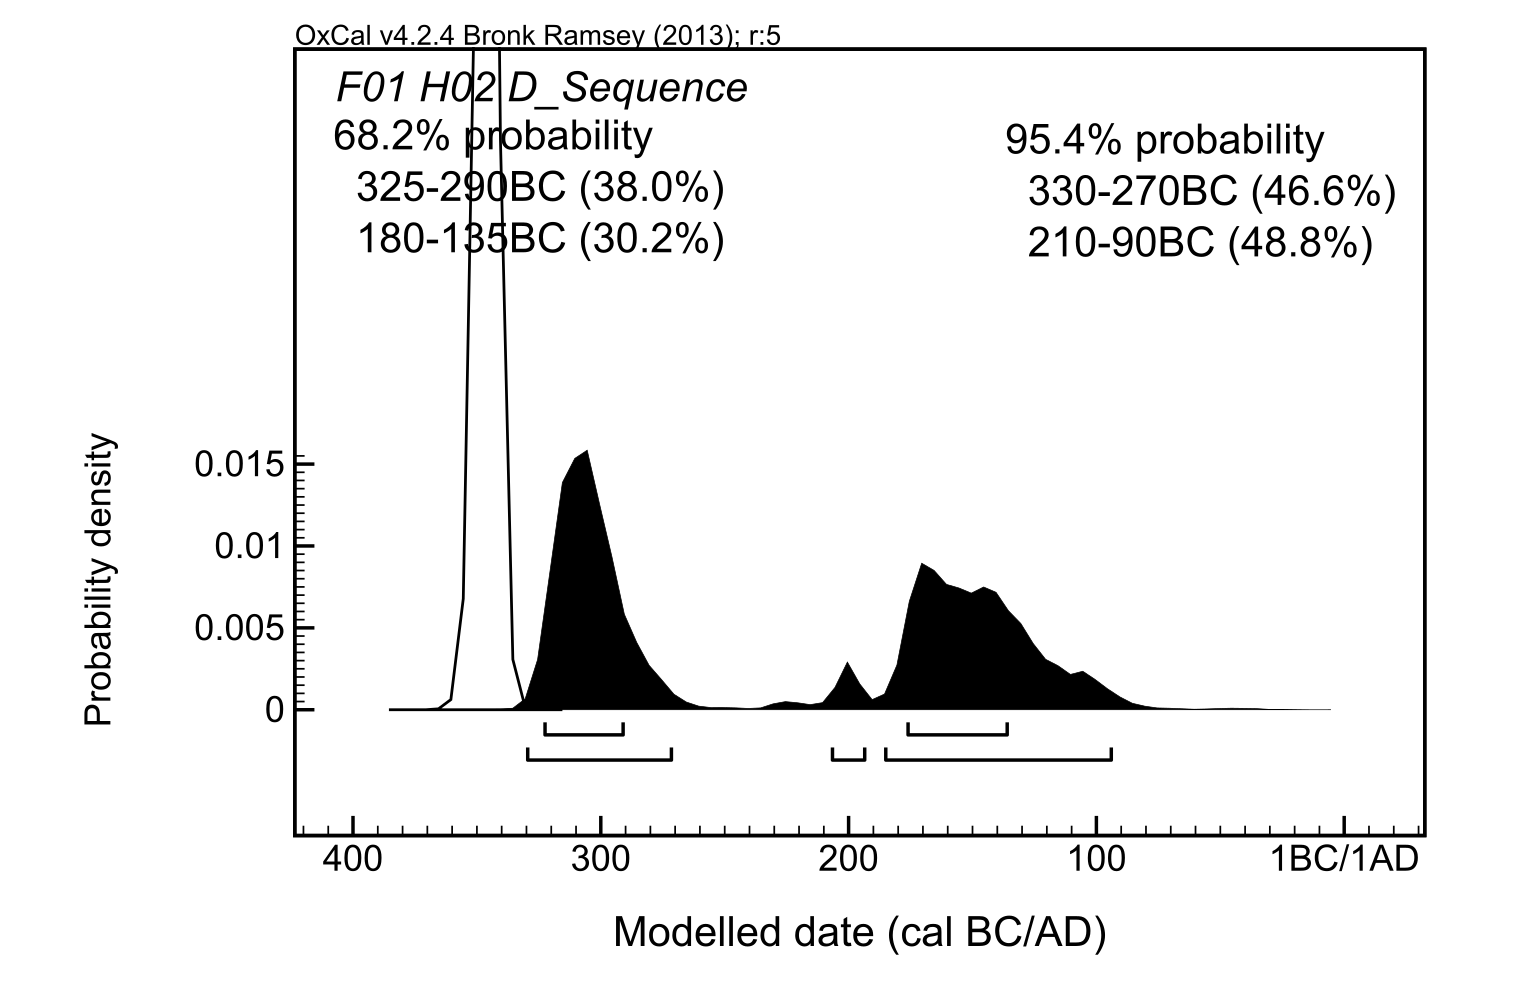 OxCal v4.2.4 Bronk Ramsey (2013); r:5
F01 H02 D_Sequence
68.2% probability
325-290BC (38.0%)
180-135BC (30.2%)
95.4% probability
330-270BC (46.6%)
210-90BC (48.8%)
Probability density
0.015
0.01
0.005
0
400 300 200 100 1BC/1AD
Modelled date (cal BC/AD)